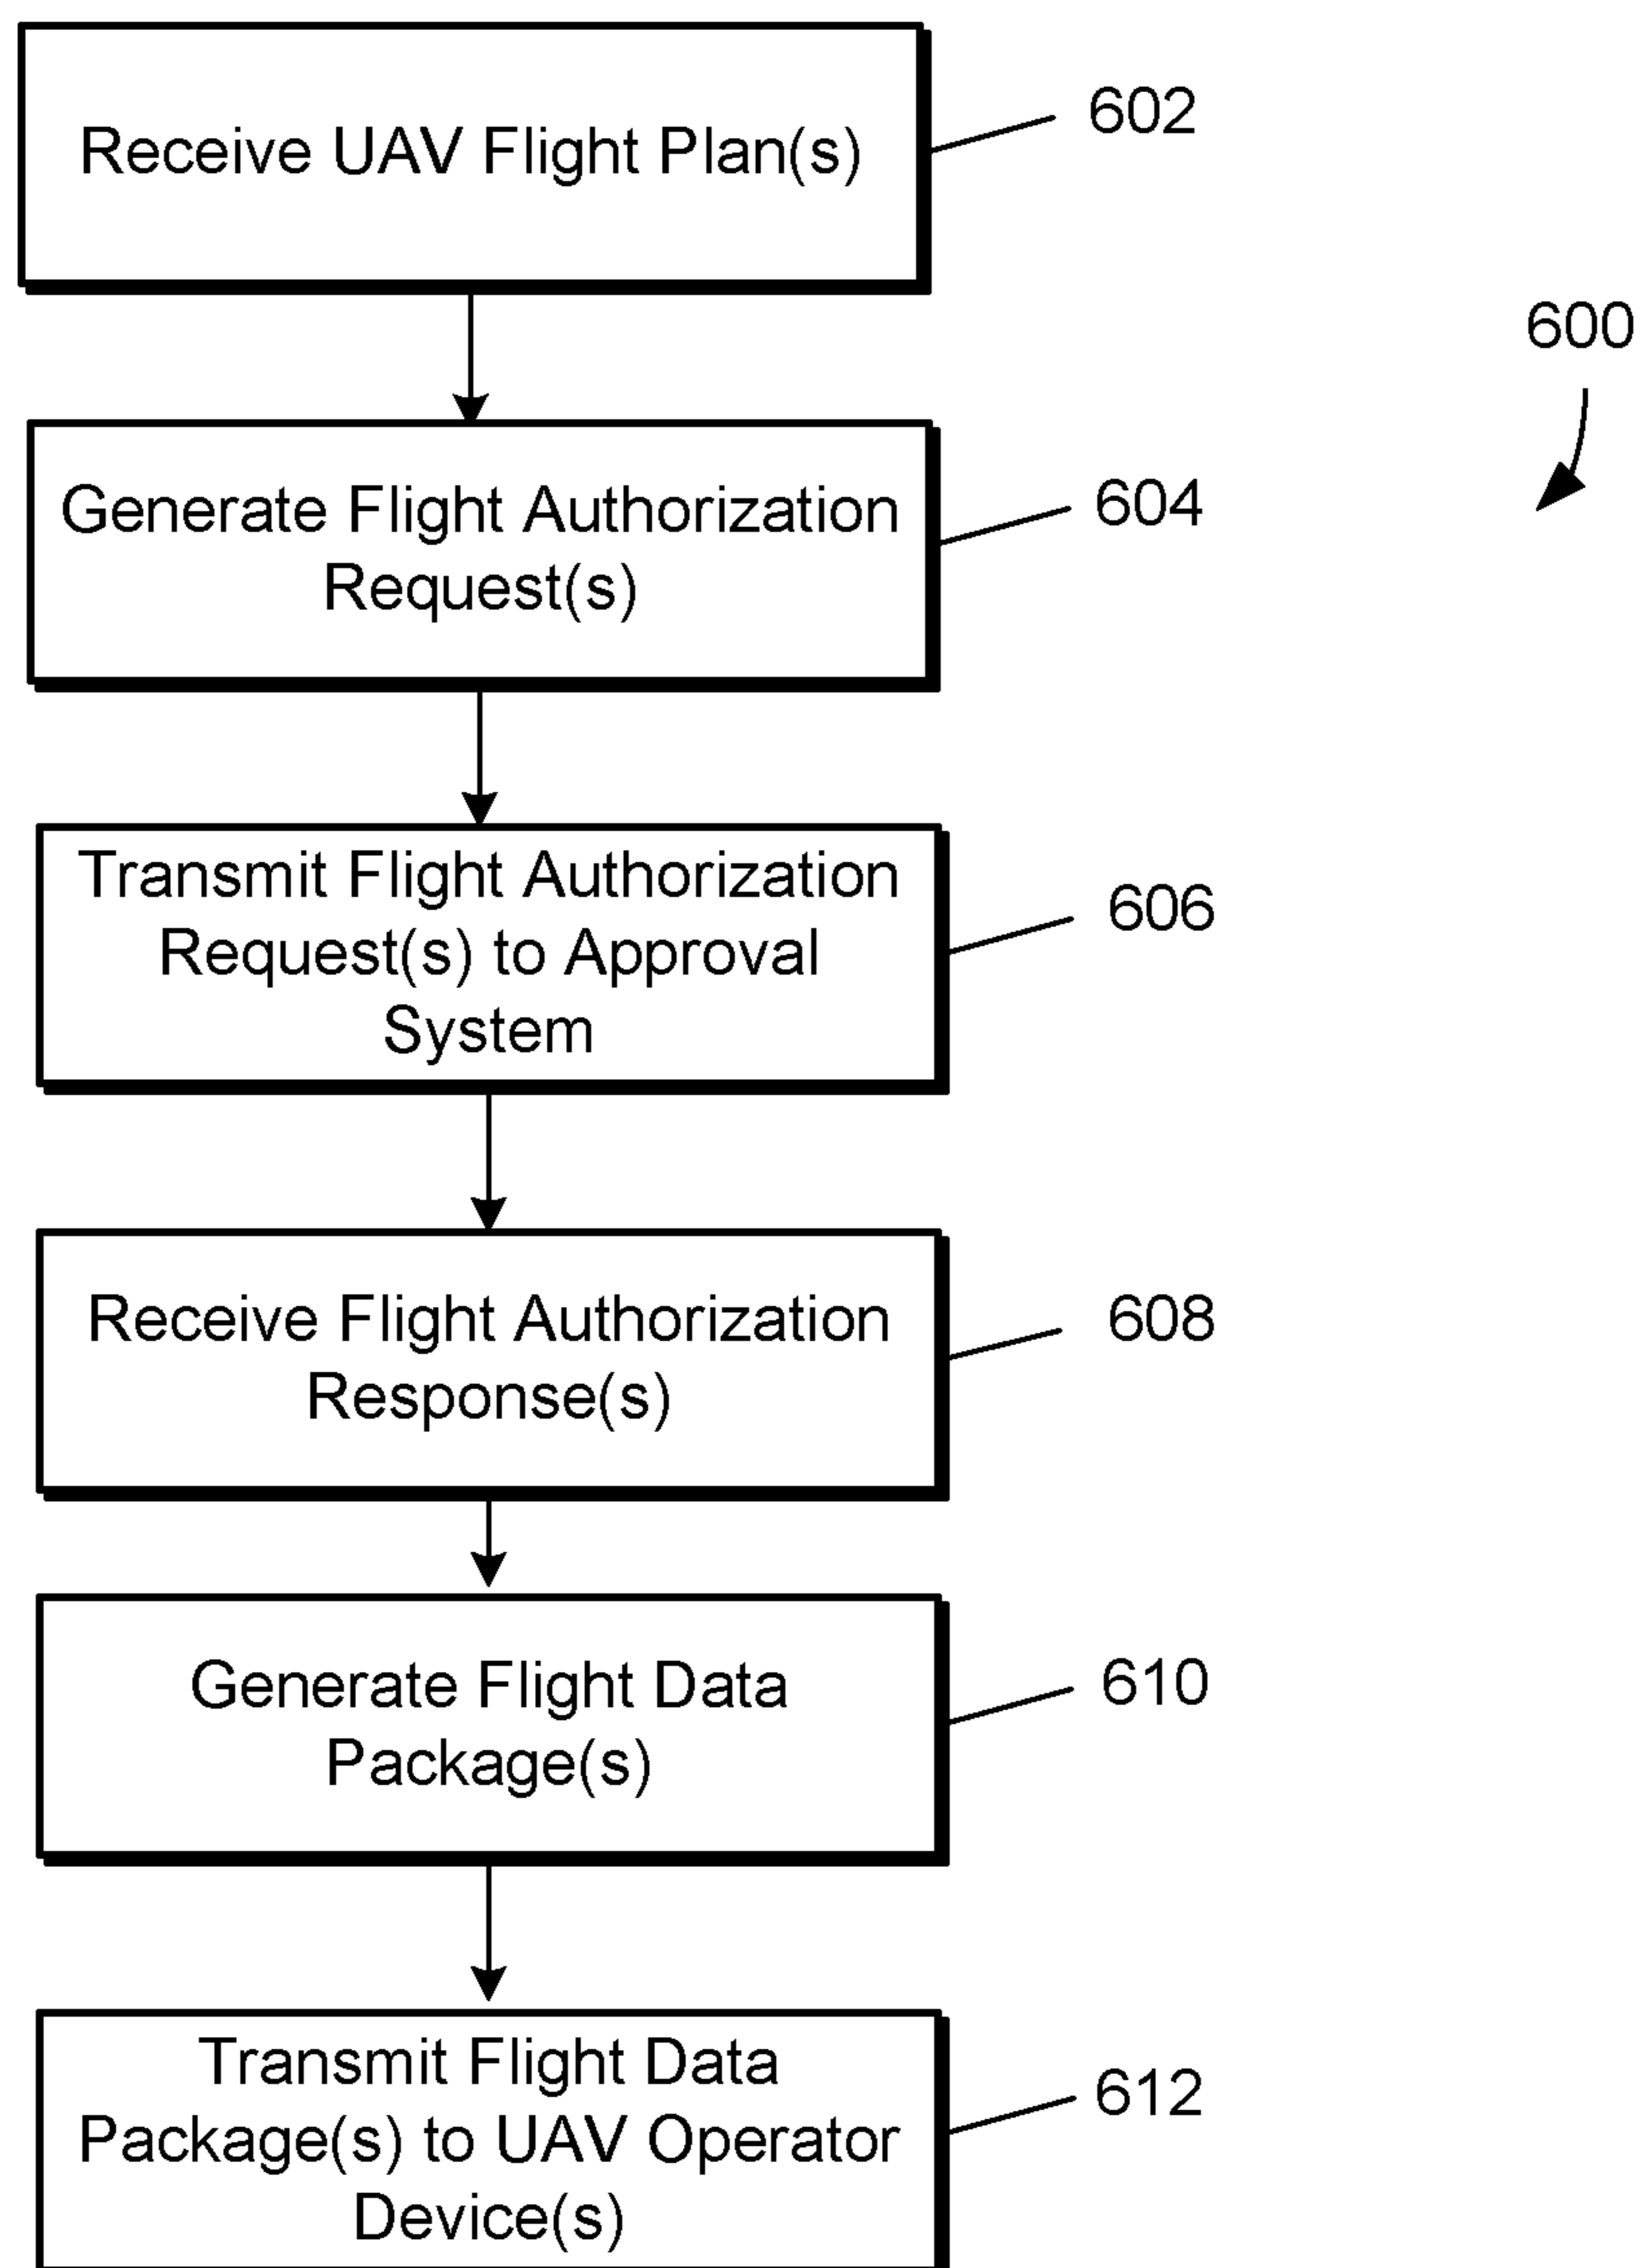 Receive UAV Flight Plan(s)
602
600
Generate Flight Authorization
Request(s)
604
Transmit Flight Authorization
Request(s) to Approval
System
606
Receive Flight Authorization
Response(s)
608
Generate Flight Data
Package(s)
610
Transmit Flight Data
Package(s) to UAV Operator
Device(s)
612